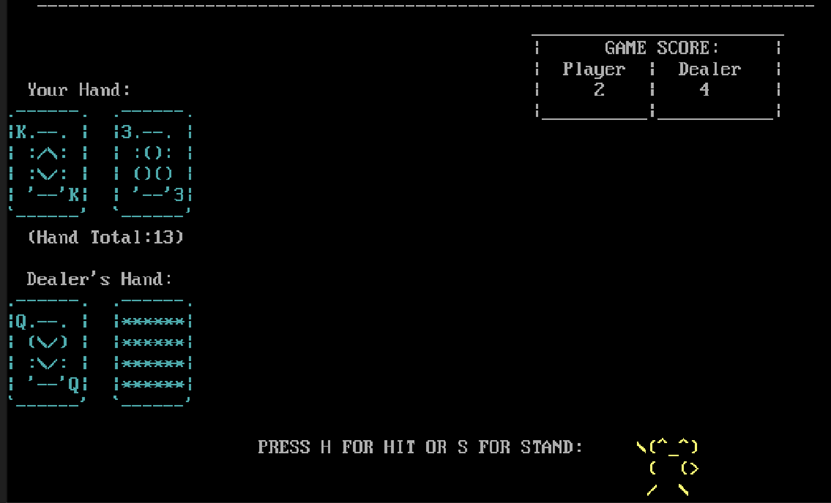 GAME SCORE:
Player Dealer
2 4
Your Hand:
K 3
K 3
(Hand Total:13)
Dealer's Hand:
Q ******
******
******
Q ******
PRESS H FOR HIT OR S FOR STAND: